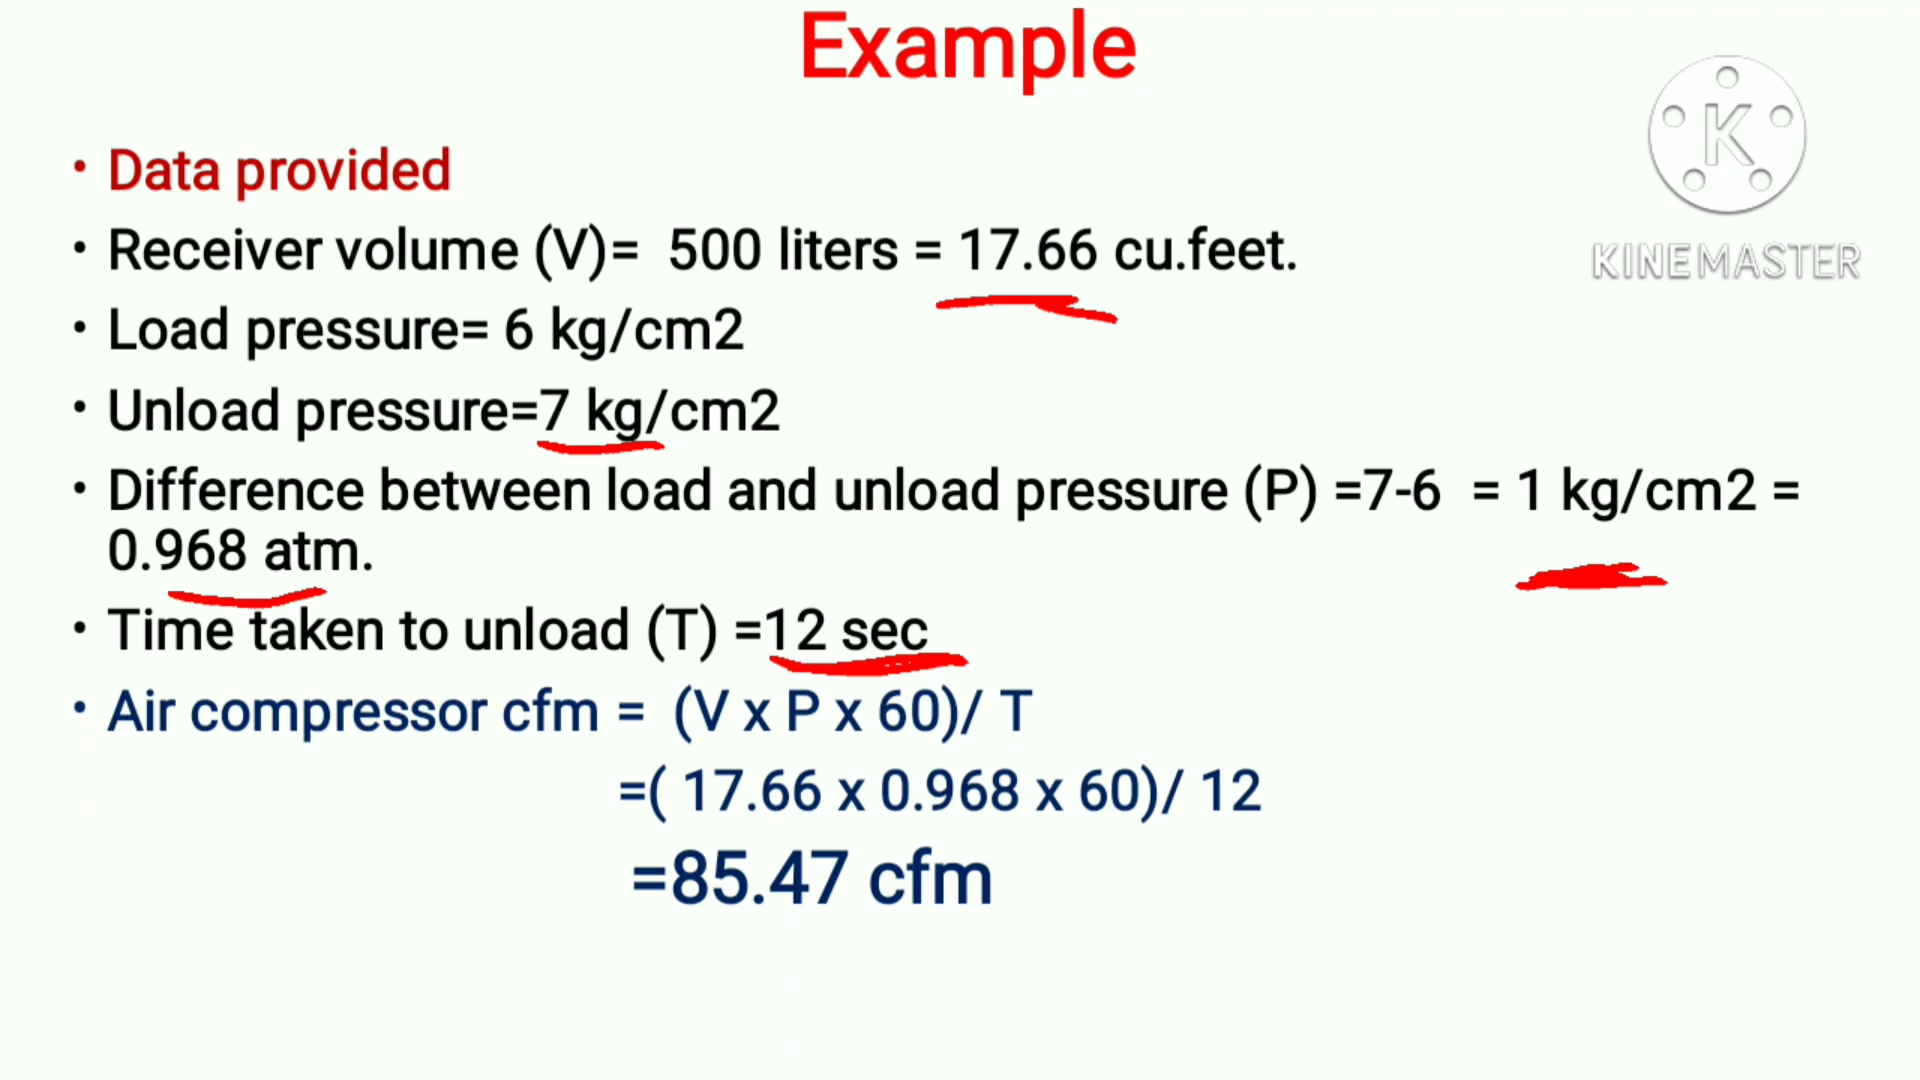 Example
• Data provided
• Receiver volume (V)= 500 liters = 17.66 cu.feet.
• Load pressure= 6 kg/cm2
• Unload pressure=7 kg/cm2
• Difference between load and unload pressure (P) =7-6 = 1 kg/cm2 =
0.968 atm.
• Time taken to unload (T) =12 sec
• Air compressor cfm = (V x P x 60)/ T
=( 17.66 x 0.968 x 60)/ 12
=85.47 cfm
K
KINEMASTER